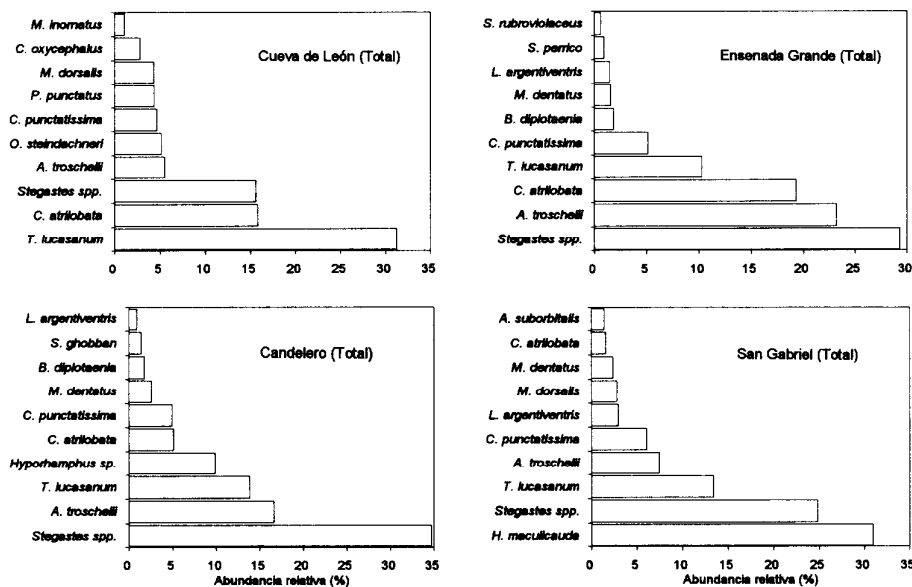 M. inornatus
C. oxycephalus
M. dorsalis
P. punctatus
C. punctatissima
O. steindachneri
A. troschelii
Stegastes spp.
C. atrilobata
T. lucasanum
Cueva de León (Total)
0 5 10 15 20 25 30 35
S. rubroviolaceus
S. perrico
L. argentiventris
M. dentatus
B. diplotaenia
C. punctatissima
T. lucasanum
C. atrilobata
A. troschelii
Stegastes spp.
Ensenada Grande (Total)
0 5 10 15 20 25 30
L. argentiventris
S. ghobban
B. diplotaenia
M. dentatus
C. punctatissima
C. atrilobata
Hyporhamphus sp.
T. lucasanum
A. troschelii
Stegastes spp.
Candelero (Total)
0 5 10 15 20 25 30 35
Abundancia relativa (%)
A. suborbitalis
C. atrilobata
M. dentatus
M. dorsalis
L. argentiventris
C. punctatissima
A. troschelii
T. lucasanum
Stegastes spp.
H. maculicauda
San Gabriel (Total)
0 5 10 15 20 25 30 35
Abundancia relativa (%)